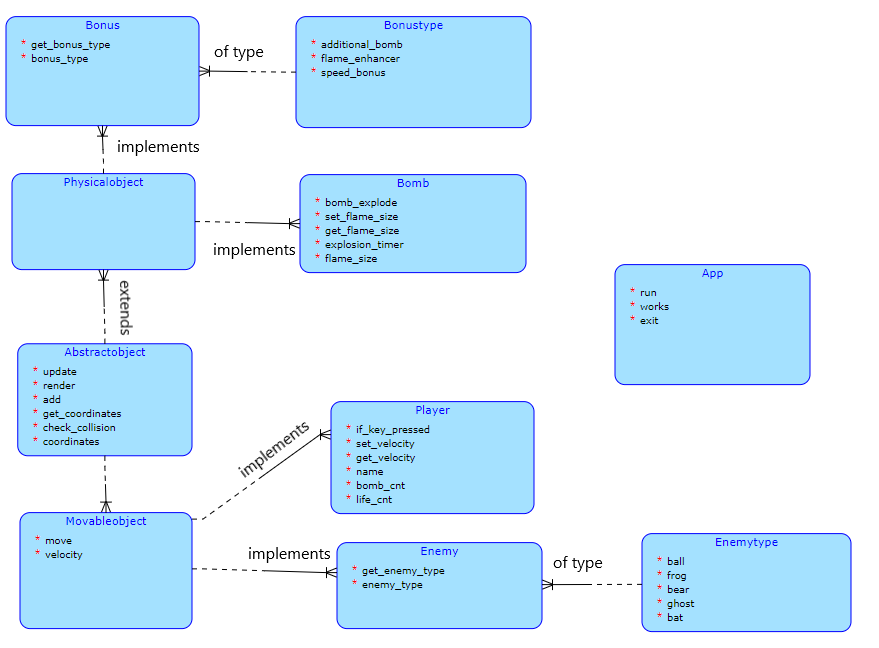 Bonus
* get_bonus_type
* bonus_type
of type
Bonustype
* additional_bomb
* flame_enhancer
* speed_bonus
implements
Physicalobject
implements
Bomb
* bomb_explode
* set_flame_size
* get_flame_size
* explosion_timer
* flame_size
extends
App
* run
* works
* exit
Abstractobject
* update
* render
* add
* get_coordinates
* check_collision
* coordinates
implements
Player
* if_key_pressed
* set_velocity
* get_velocity
* name
* bomb_cnt
* life_cnt
Movableobject
* move
* velocity
implements
Enemy
* get_enemy_type
* enemy_type
of type
Enemytype
* ball
* frog
* bear
* ghost
* bat